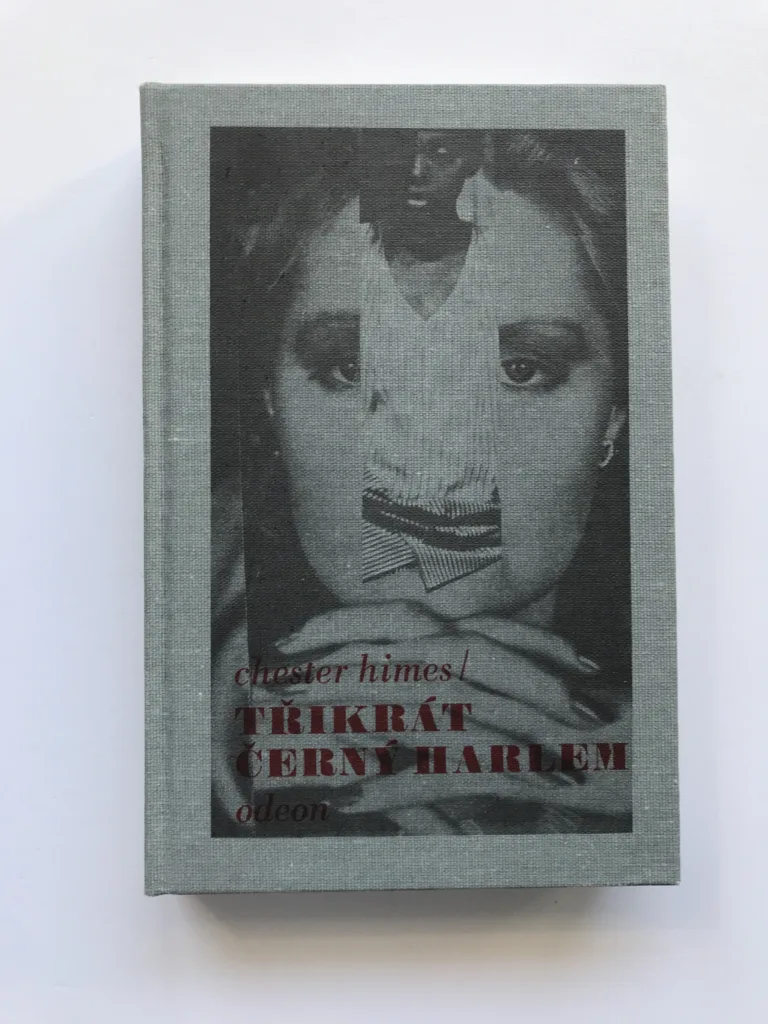 chester himes/
TŘIKRÁT
ČERNÝ HARLEM
odeon